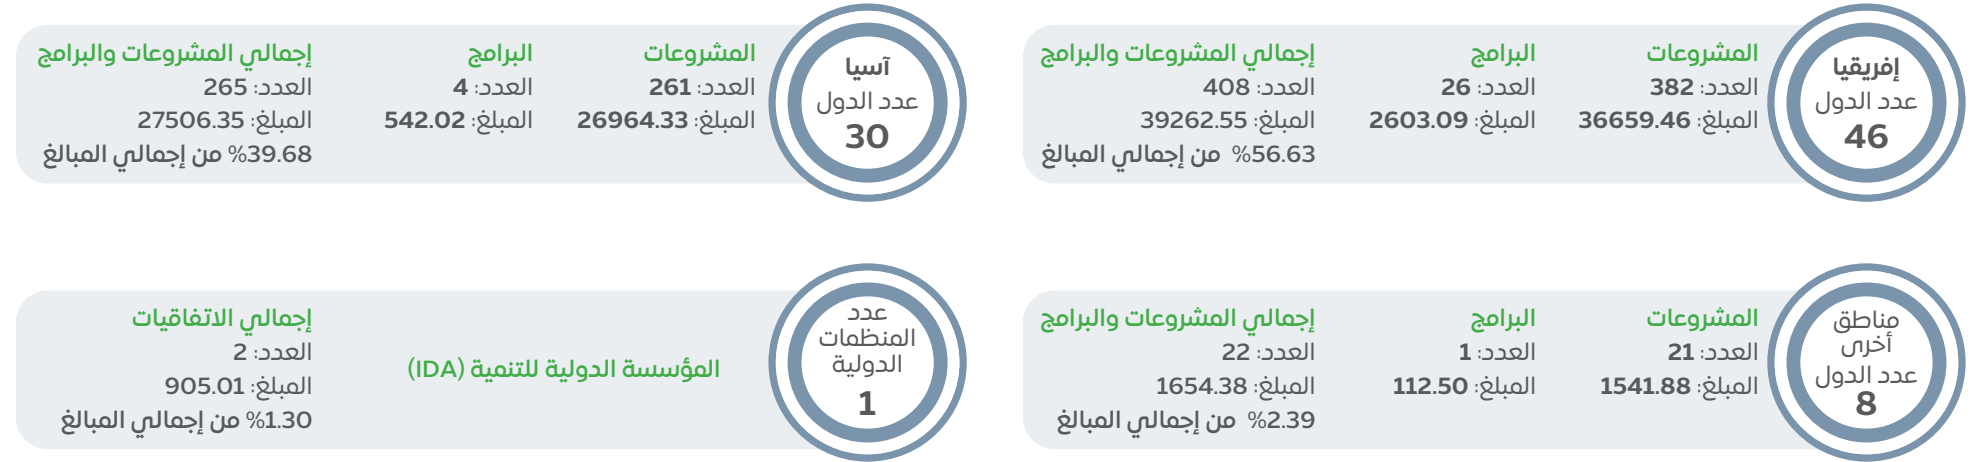 إفريقيا
عدد الدول
46
المشروعات
العدد: 382
المبلغ: 36659.46
البرامج
العدد: 26
المبلغ: 2603.09
إجمالي المشروعات والبرامج
العدد: 408
المبلغ: 39262.55
%56.63 من إجمالي المبالغ
آسيا
عدد الدول
30
المشروعات
العدد: 261
المبلغ: 26964.33
البرامج
العدد: 4
المبلغ: 542.02
إجمالي المشروعات والبرامج
العدد: 265
المبلغ: 27506.35
%39.68 من إجمالي المبالغ
مناطق
أخرى
عدد الدول
8
المشروعات
العدد: 21
المبلغ: 1541.88
البرامج
العدد: 1
المبلغ: 112.50
إجمالي المشروعات والبرامج
العدد: 22
المبلغ: 1654.38
%2.39 من إجمالي المبالغ
عدد
المنظمات
الدولية
1
المؤسسة الدولية للتنمية (IDA)
إجمالي الاتفاقيات
العدد: 2
المبلغ: 905.01
%1.30 من إجمالي المبالغ